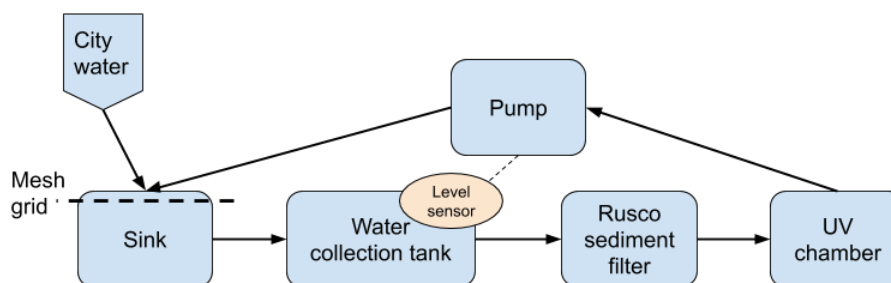 City
water
Pump
Mesh
grid
Level
sensor
Sink
Water
collection tank
Rusco
sediment
filter
UV
chamber